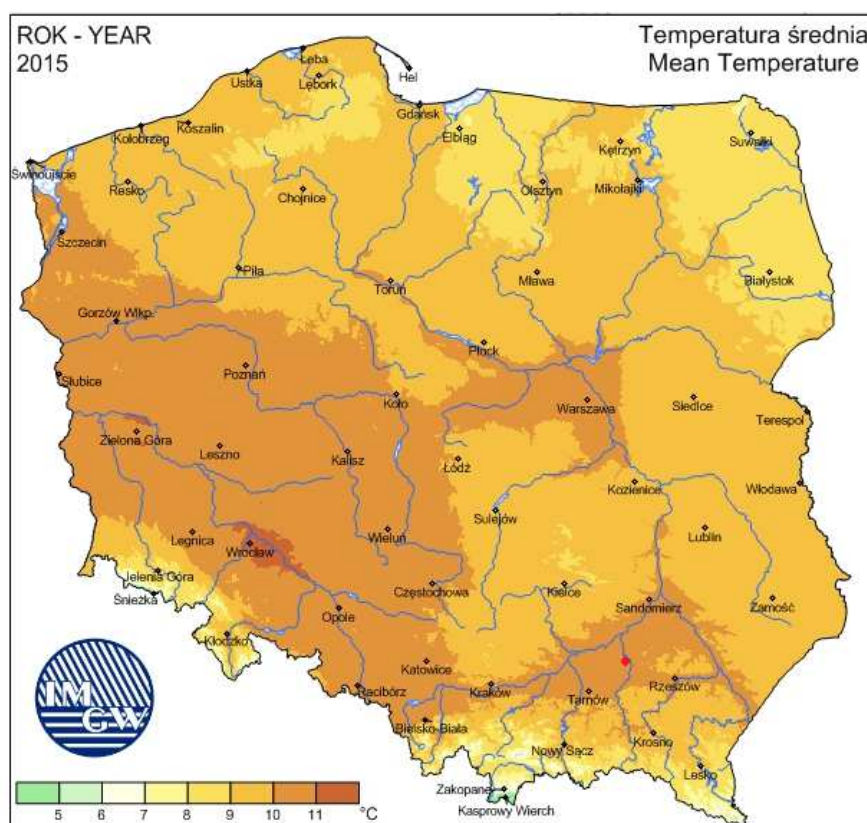 ROK - YEAR
2015
Temperatura średnia
Mean Temperature
Łeba
Hel
Ustka
Lębork
Gdańsk
Koszalin
Kołobrzeg
Elbląg
Kętrzyn
Suwałki
Świnoujście
Resko
Chojnice
Olsztyn
Mikołajki
Szczecin
Piła
Toruń
Mława
Białystok
Gorzów Wlkp.
Płock
Słubice
Poznań
Koło
Warszawa
Siedlce
Terespol
Zielona Góra
Leszno
Kalisz
Łódź
Kozienice
Włodawa
Sulejów
Legnica
Wrocław
Wieluń
Lublin
Jelenia Góra
Śnieżka
Częstochowa
Kielce
Sandomierz
Zamość
Opole
Kłodzko
Katowice
Racibórz
Kraków
Tarnów
Rzeszów
Bielsko-Biała
Nowy Sącz
Krosno
Lesko
Zakopane
Kasprowy Wierch
IM
GW
5 6 7 8 9 10 11 °C